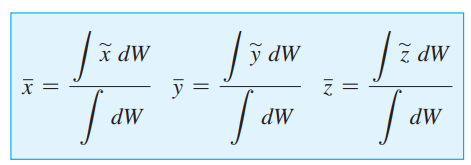 x̄ = ∫ x̃ dW / ∫ dW   ȳ = ∫ ỹ dW / ∫ dW   z̄ = ∫ z̃ dW / ∫ dW